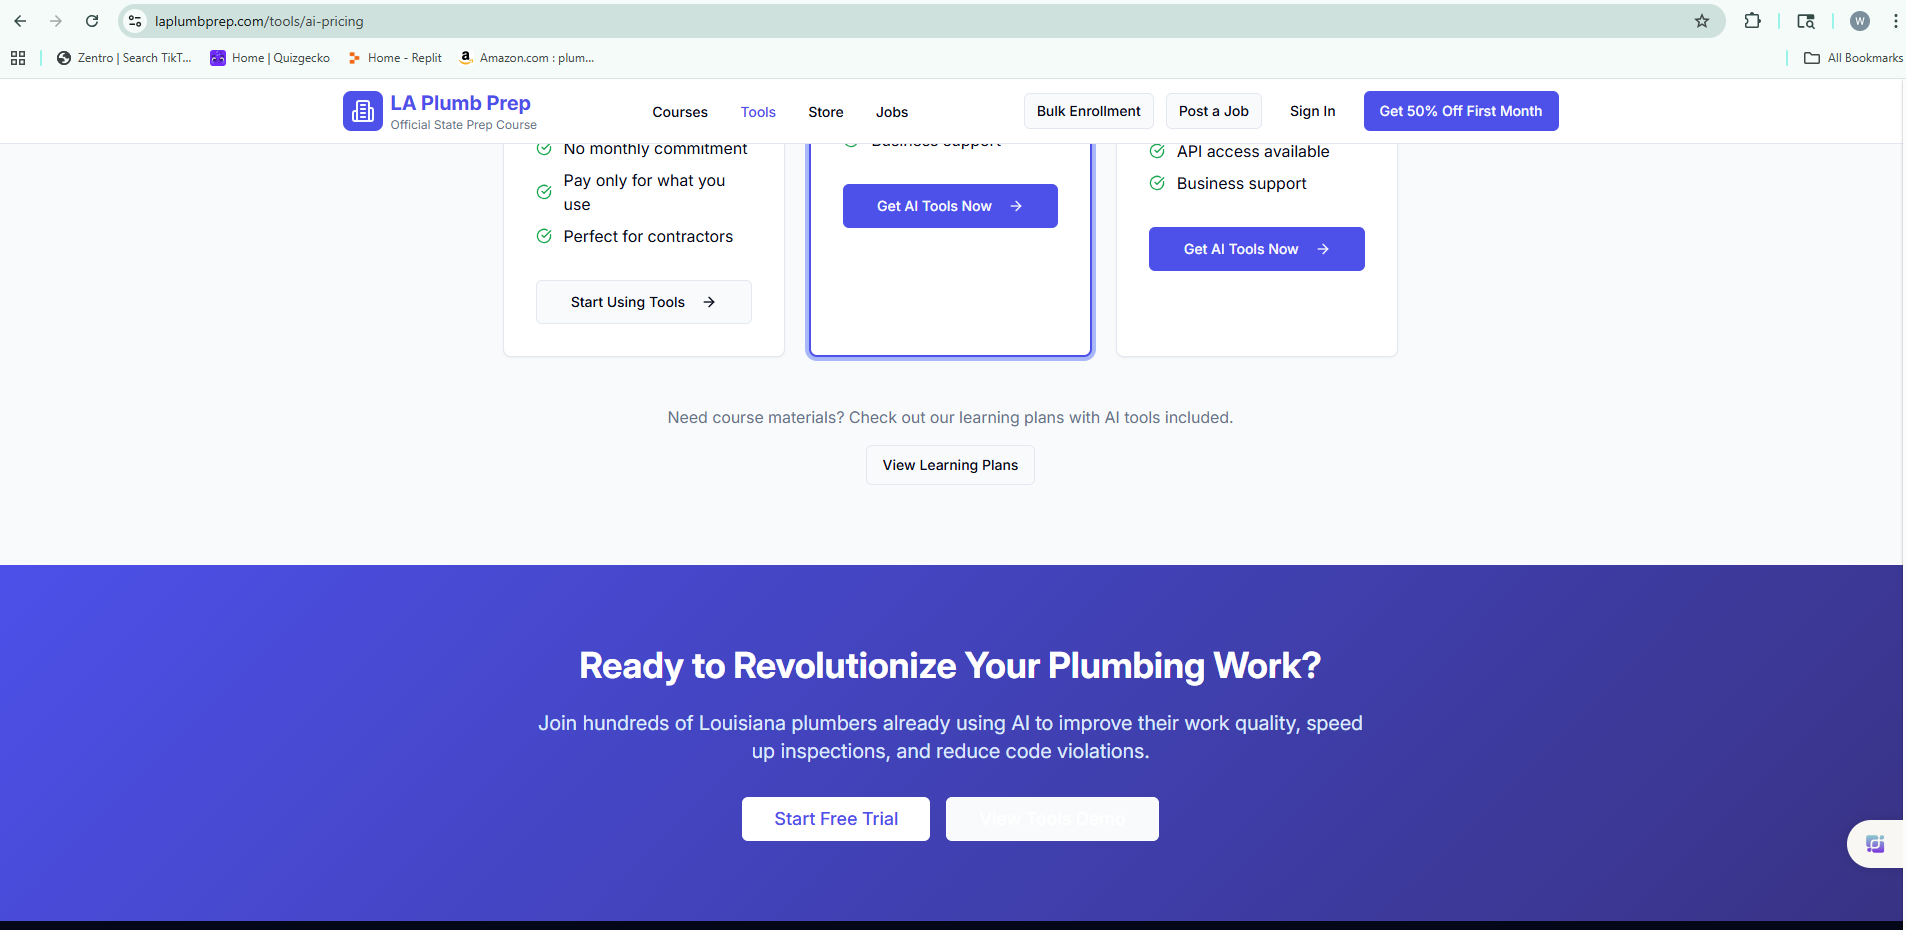 laplumbprep.com/tools/ai-pricing
W
Zentro | Search TikT...
Home | Quizgecko
Home - Replit
Amazon.com : plum...
All Bookmarks
LA Plumb Prep
Official State Prep Course
Courses
Tools
Store
Jobs
Bulk Enrollment
Post a Job
Sign In
Get 50% Off First Month
No monthly commitment
Pay only for what you
use
Perfect for contractors
Start Using Tools
Business support
Get AI Tools Now
API access available
Business support
Get AI Tools Now
Need course materials? Check out our learning plans with AI tools included.
View Learning Plans
Ready to Revolutionize Your Plumbing Work?
Join hundreds of Louisiana plumbers already using AI to improve their work quality, speed
up inspections, and reduce code violations.
Start Free Trial
View Tools Demo